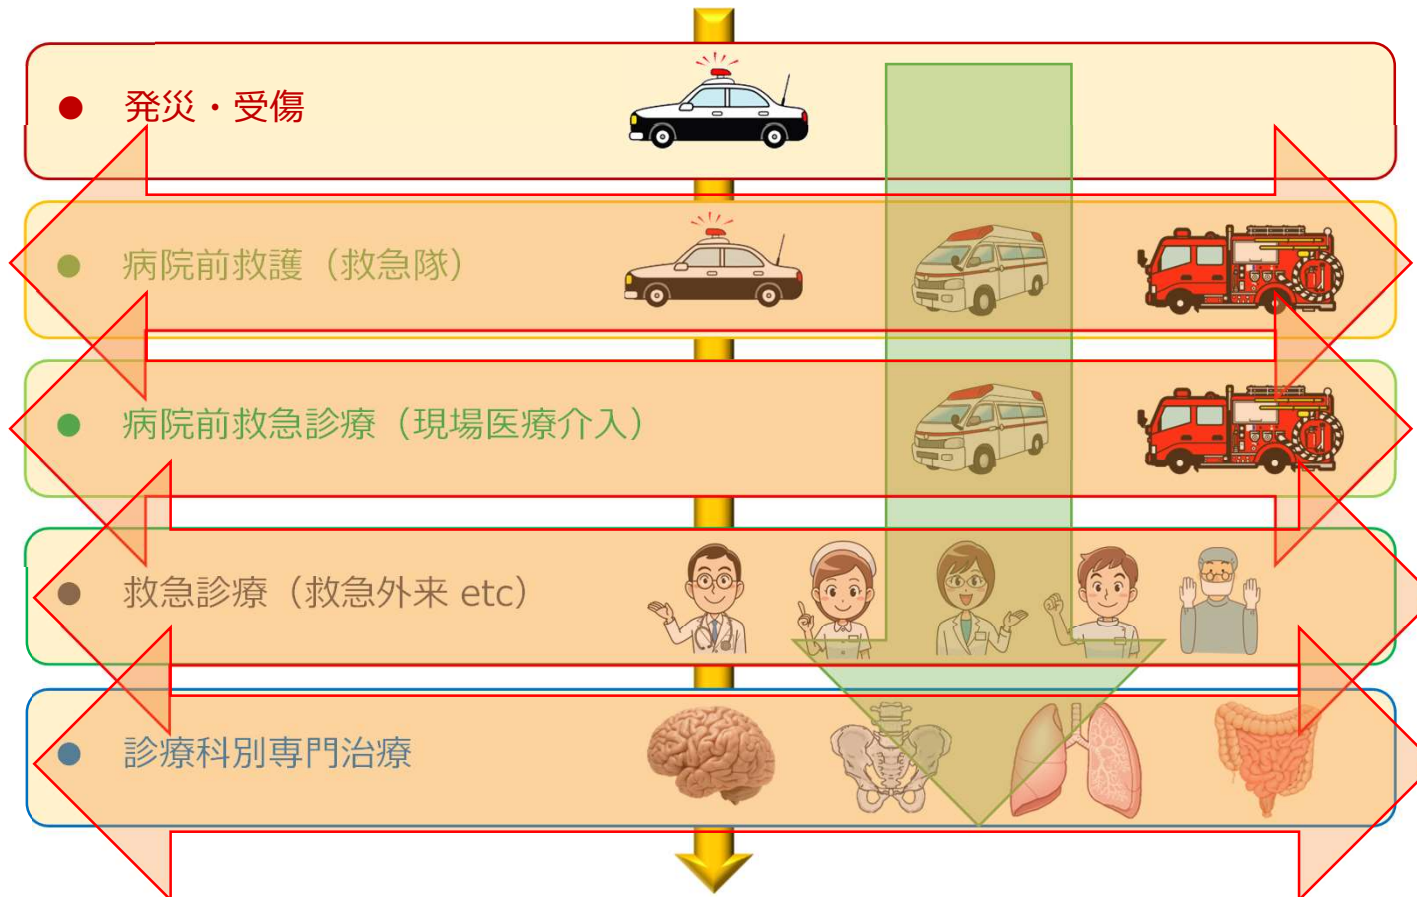 ● 発災・受傷
● 病院前救護（救急隊）
● 病院前救急診療（現場医療介入）
● 救急診療（救急外来 etc）
● 診療科別専門治療